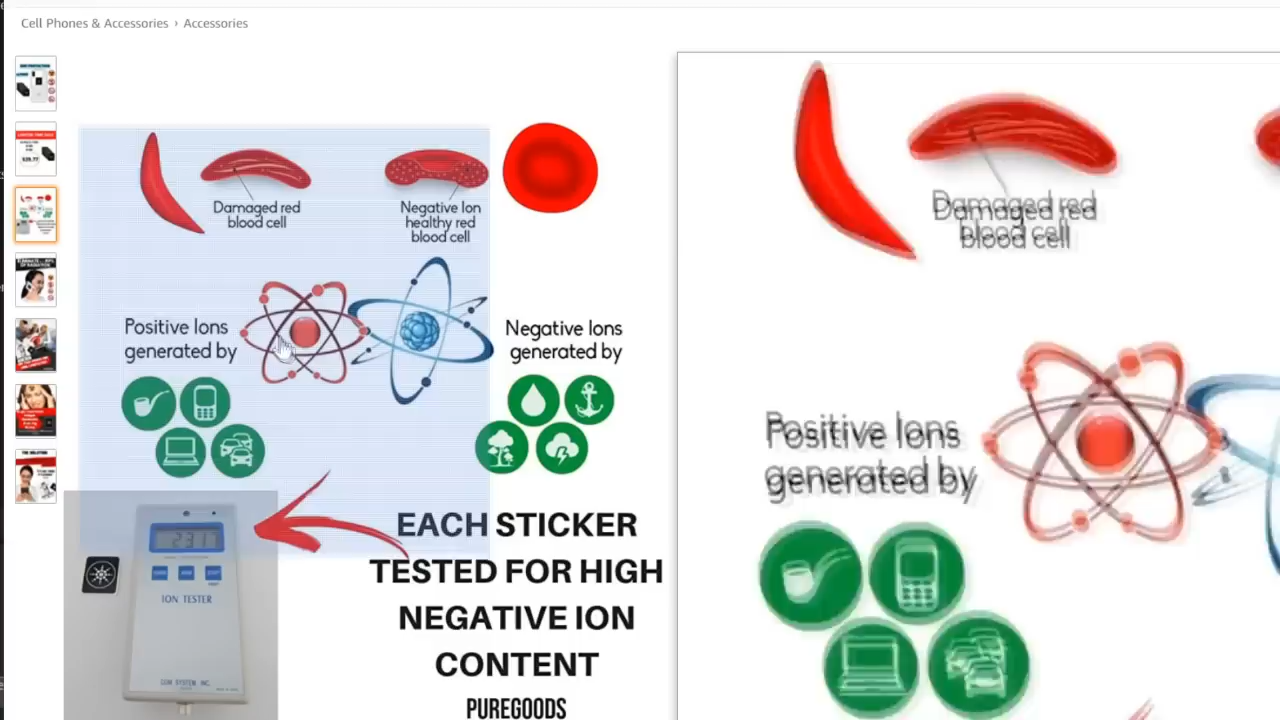 Cell Phones & Accessories › Accessories
Damaged red
blood cell
Negative Ion
healthy red
blood cell
Positive Ions
generated by
Negative Ions
generated by
2317
ION TESTER
EACH STICKER
TESTED FOR HIGH
NEGATIVE ION
CONTENT
PUREGOODS
Damaged red
blood cell
Positive Ions
generated by